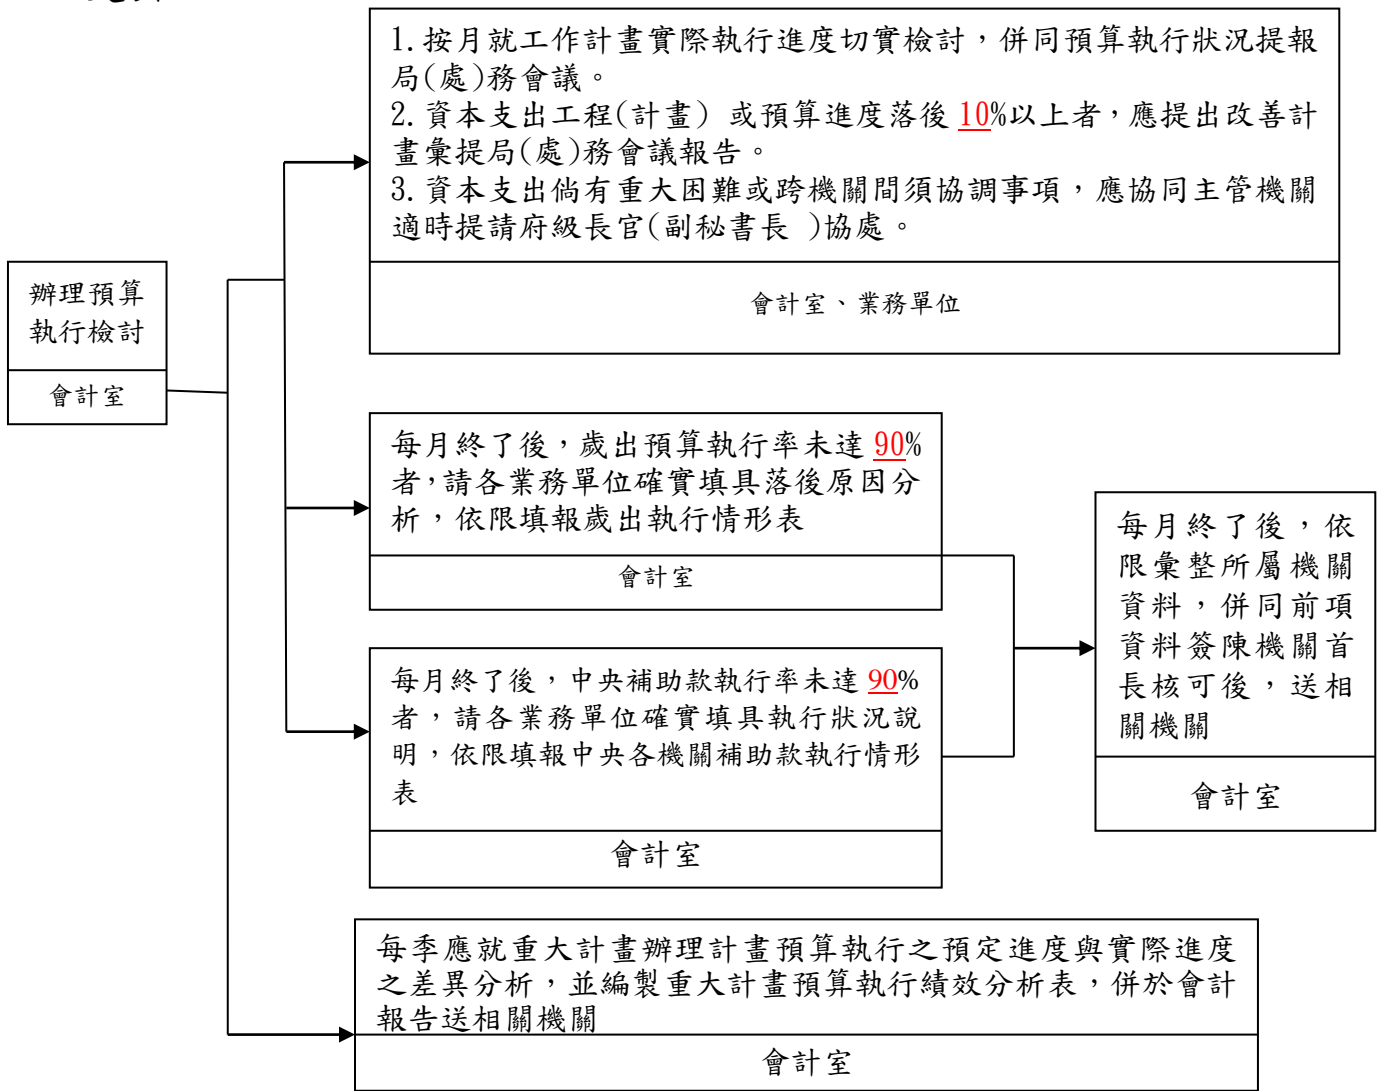 1.按月就工作計畫實際執行進度切實檢討，併同預算執行狀況提報
局(處)務會議。
2.資本支出工程(計畫) 或預算進度落後 10%以上者，應提出改善計
畫彙提局(處)務會議報告。
3.資本支出倘有重大困難或跨機關間須協調事項，應協同主管機關
適時提請府級長官(副秘書長 )協處。
會計室、業務單位
辦理預算
執行檢討
會計室
每月終了後，歲出預算執行率未達 90%
者，請各業務單位確實填具落後原因分
析，依限填報歲出執行情形表
會計室
每月終了後，中央補助款執行率未達 90%
者，請各業務單位確實填具執行狀況說
明，依限填報中央各機關補助款執行情形
表
會計室
每月終了後，依
限彙整所屬機關
資料，併同前項
資料簽陳機關首
長核可後，送相
關機關
會計室
每季應就重大計畫辦理計畫預算執行之預定進度與實際進度
之差異分析，並編製重大計畫預算執行績效分析表，併於會計
報告送相關機關
會計室